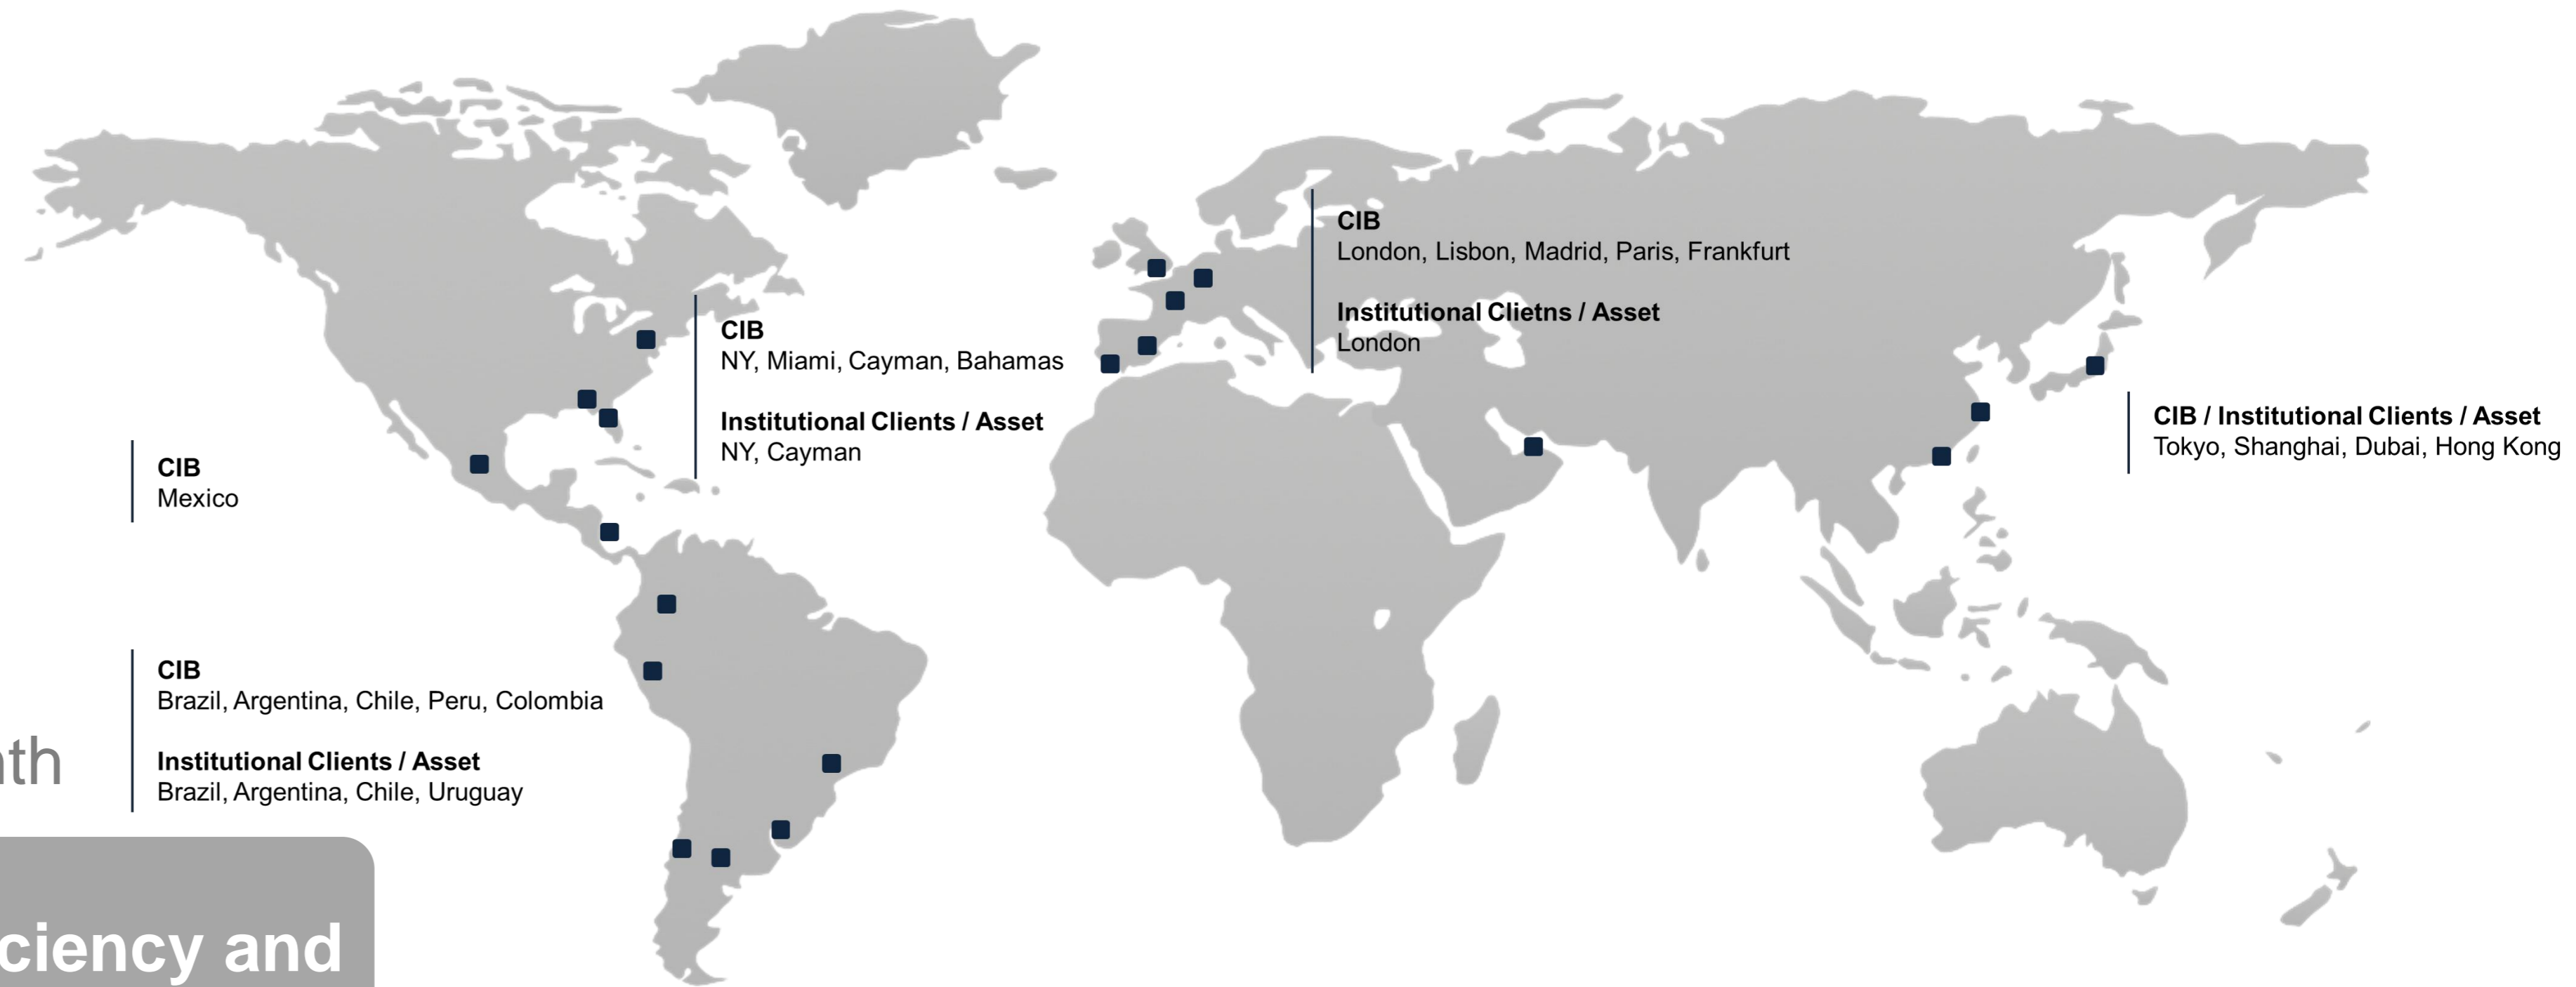 CIB
London, Lisbon, Madrid, Paris, Frankfurt
Institutional Clietns / Asset
London
CIB
NY, Miami, Cayman, Bahamas
Institutional Clients / Asset
NY, Cayman
CIB / Institutional Clients / Asset
Tokyo, Shanghai, Dubai, Hong Kong
CIB
Mexico
CIB
Brazil, Argentina, Chile, Peru, Colombia
Institutional Clients / Asset
Brazil, Argentina, Chile, Uruguay
and